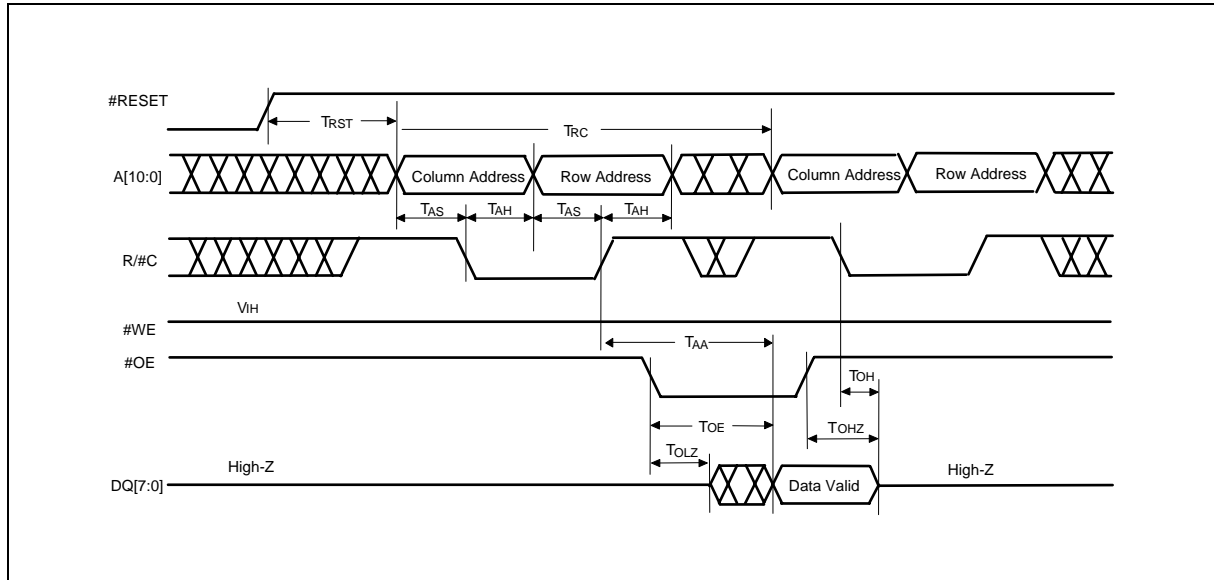 #RESET
TRST
TRC
A[10:0]
Column Address
Row Address
Column Address
Row Address
TAS
TAH
TAS
TAH
R/#C
VIH
#WE
TAA
#OE
TOH
TOE
TOHZ
TOLZ
High-Z
High-Z
DQ[7:0]
Data Valid